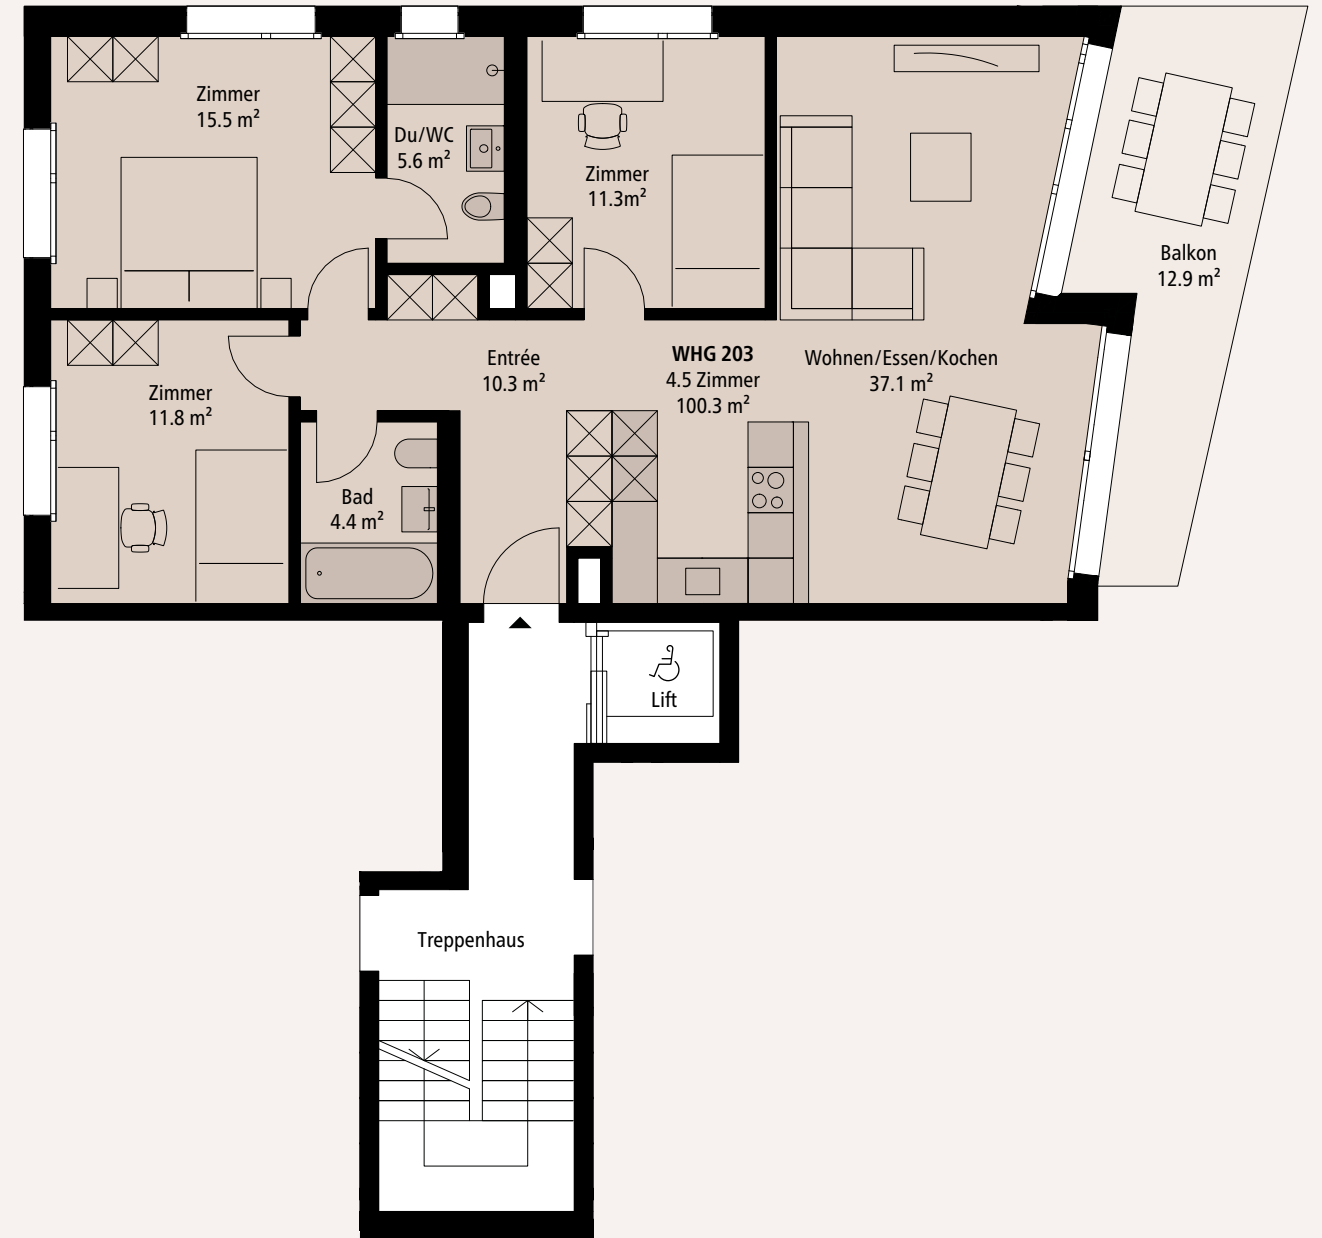 Zimmer
15.5 m²
Du/WC
5.6 m²
Zimmer
11.3m²
Balkon
12.9 m²
Zimmer
11.8 m²
Entrée
10.3 m²
WHG 203
4.5 Zimmer
100.3 m²
Wohnen/Essen/Kochen
37.1 m²
Bad
4.4 m²
Lift
Treppenhaus